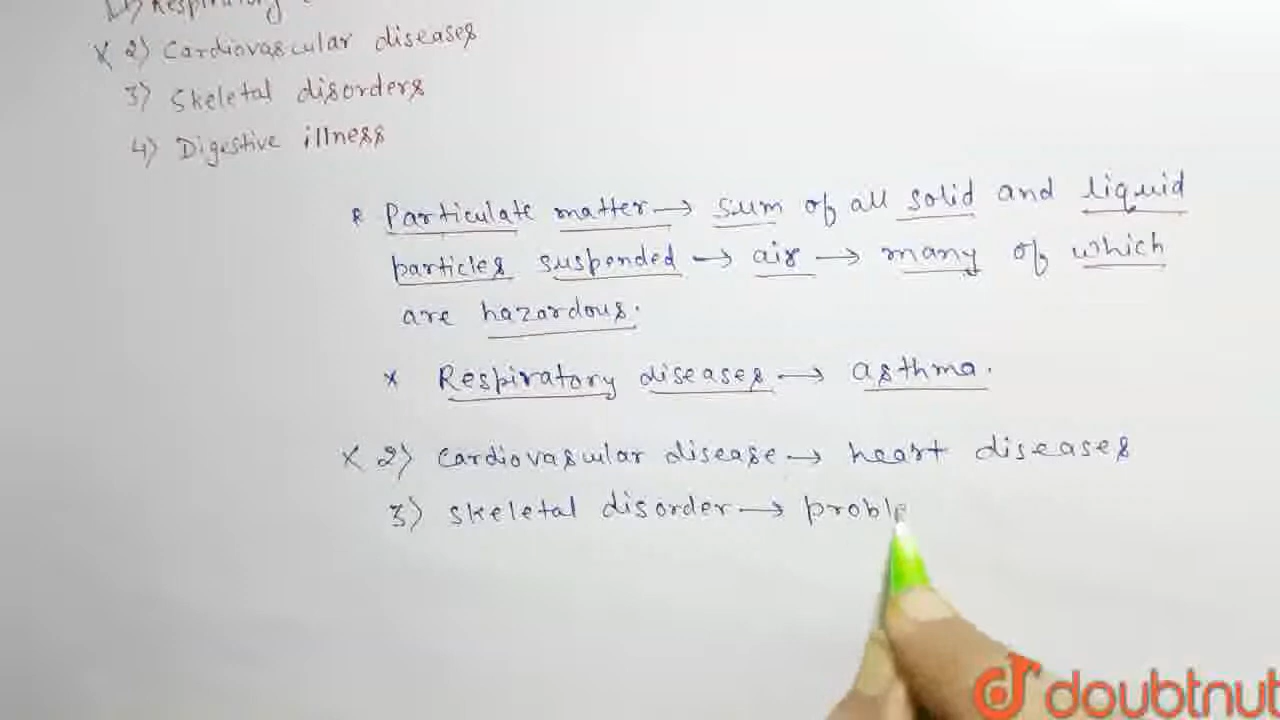 1) Respiratory
x 2) Cardiovascular diseases
3) Skeletal disorders
4) Digestive illness
* Particulate matter → sum of all solid and liquid
particles suspended → air → many of which
are hazardous.
* Respiratory diseases → asthma.
x 2) Cardiovascular disease → heart diseases
3) Skeletal disorder → proble
doubtnut